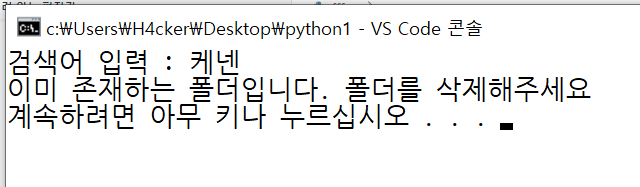 c:₩Users₩H4cker₩Desktop₩python1 - VS Code 콘솔
검색어 입력 : 케넨
이미 존재하는 폴더입니다. 폴더를 삭제해주세요
계속하려면 아무 키나 누르십시오 . . .